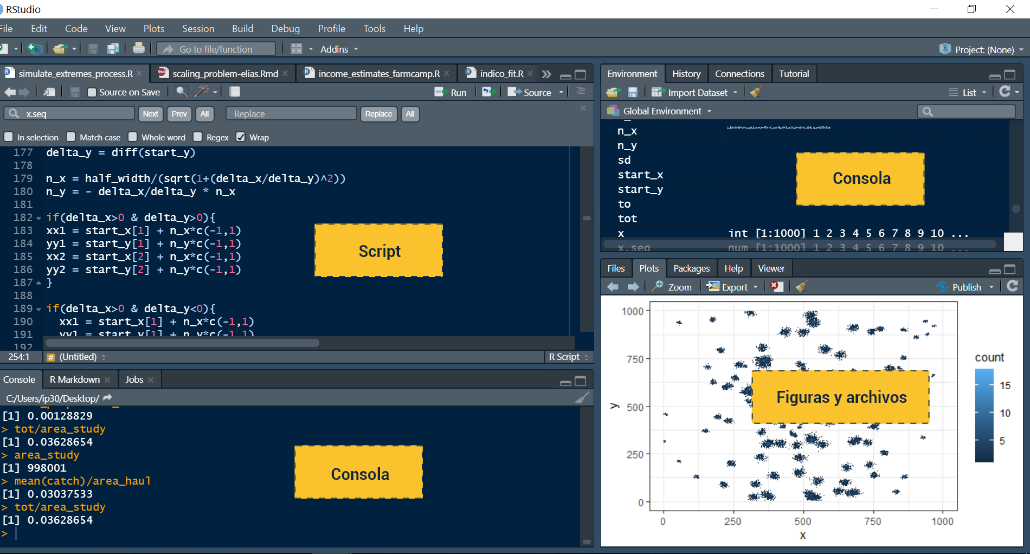 RStudio
File Edit Code View Plots Session Build Debug Profile Tools Help
Go to file/function Addins Project: (None)
simulate_extremes_process.R scaling_problem-elias.Rmd income_estimates_farmcamp.R indico_fit.R
Source on Save Run Source
x.seq Next Prev All Replace Replace All
In selection Match case Whole word Regex Wrap
177 delta_y = diff(start_y)
178
179 n_x = half_width/(sqrt(1+(delta_x/delta_y)^2))
180 n_y = - delta_x/delta_y * n_x
181
182 if(delta_x>0 & delta_y>0){
183 xx1 = start_x[1] + n_x*c(-1,1)
184 yy1 = start_y[1] + n_y*c(-1,1)
185 xx2 = start_x[2] + n_x*c(-1,1)
186 yy2 = start_y[2] + n_y*c(-1,1)
187 }
188
189 if(delta_x>0 & delta_y<0){
190 xx1 = start_x[1] + n_x*c(-1,1)
191 yy1 = start_y[1] + n_y*c(-1,1)
192
Script
254:1 (Untitled) R Script
Console R Markdown Jobs
C:/Users/ip30/Desktop/
[1] 0.00128829
> tot/area_study
[1] 0.03628654
> area_study
[1] 998001
> mean(catch)/area_haul
[1] 0.03037533
> tot/area_study
[1] 0.03628654
>
Consola
Environment History Connections Tutorial
Import Dataset List
Global Environment
n_x
n_y
sd
start_x
start_y
to
tot
x int [1:1000] 1 2 3 4 5 6 7 8 9 10 ...
x.seq num [1:1000] 1 2 3 4 5 6 7 8 9 10 ...
Consola
Files Plots Packages Help Viewer
Zoom Export Publish
1000
750
500
250
0
y
0 250 500 750 1000
x
count
15
10
5
Figuras y archivos